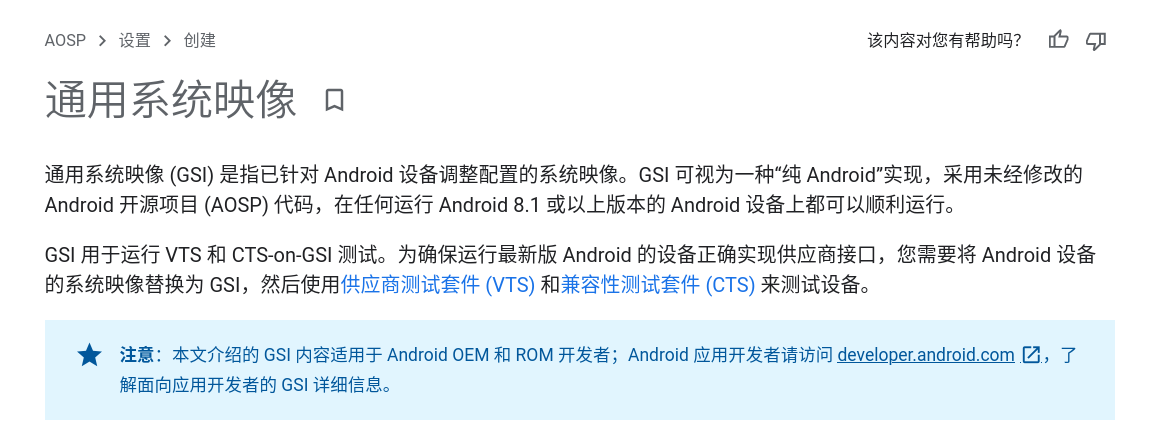 AOSP > 设置 > 创建
该内容对您有帮助吗？
通用系统映像
通用系统映像 (GSI) 是指已针对 Android 设备调整配置的系统映像。GSI 可视为一种“纯 Android”实现，采用未经修改的
Android 开源项目 (AOSP) 代码，在任何运行 Android 8.1 或以上版本的 Android 设备上都可以顺利运行。
GSI 用于运行 VTS 和 CTS-on-GSI 测试。为确保运行最新版 Android 的设备正确实现供应商接口，您需要将 Android 设备
的系统映像替换为 GSI，然后使用供应商测试套件 (VTS) 和兼容性测试套件 (CTS) 来测试设备。
注意：本文介绍的 GSI 内容适用于 Android OEM 和 ROM 开发者；Android 应用开发者请访问 developer.android.com，了
解面向应用开发者的 GSI 详细信息。